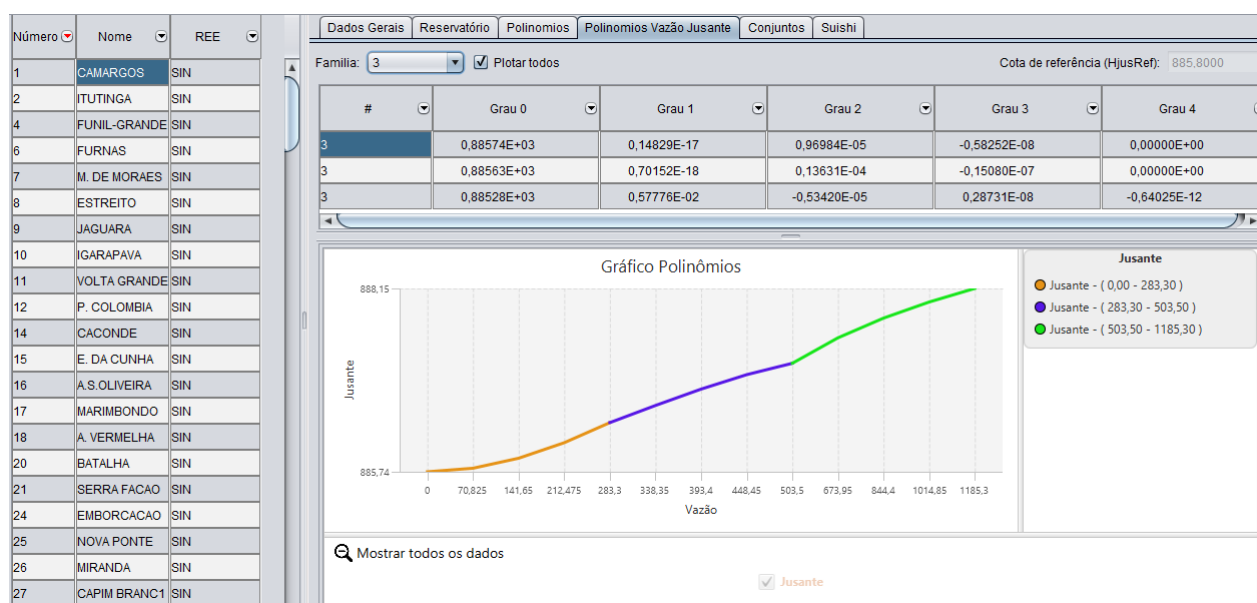 Número Nome REE
1 CAMARGOS SIN
2 ITUTINGA SIN
4 FUNIL-GRANDE SIN
6 FURNAS SIN
7 M. DE MORAES SIN
8 ESTREITO SIN
9 JAGUARA SIN
10 IGARAPAVA SIN
11 VOLTA GRANDE SIN
12 P. COLOMBIA SIN
14 CACONDE SIN
15 E. DA CUNHA SIN
16 A.S.OLIVEIRA SIN
17 MARIMBONDO SIN
18 A. VERMELHA SIN
20 BATALHA SIN
21 SERRA FACAO SIN
24 EMBORCACAO SIN
25 NOVA PONTE SIN
26 MIRANDA SIN
27 CAPIM BRANC1 SIN
Dados Gerais Reservatório Polinomios Polinomios Vazão Jusante Conjuntos Suishi
Familia: 3 Plotar todos Cota de referência (HjusRef): 885,8000
# Grau 0 Grau 1 Grau 2 Grau 3 Grau 4
3 0,88574E+03 0,14829E-17 0,96984E-05 -0,58252E-08 0,00000E+00
3 0,88563E+03 0,70152E-18 0,13631E-04 -0,15080E-07 0,00000E+00
3 0,88528E+03 0,57776E-02 -0,53420E-05 0,28731E-08 -0,64025E-12
Gráfico Polinômios
888,15
Jusante
885,74
0 70,825 141,65 212,475 283,3 338,35 393,4 448,45 503,5 673,95 844,4 1014,85 1185,3
Vazão
Jusante
Jusante - ( 0,00 - 283,30 )
Jusante - ( 283,30 - 503,50 )
Jusante - ( 503,50 - 1185,30 )
Mostrar todos os dados
Jusante